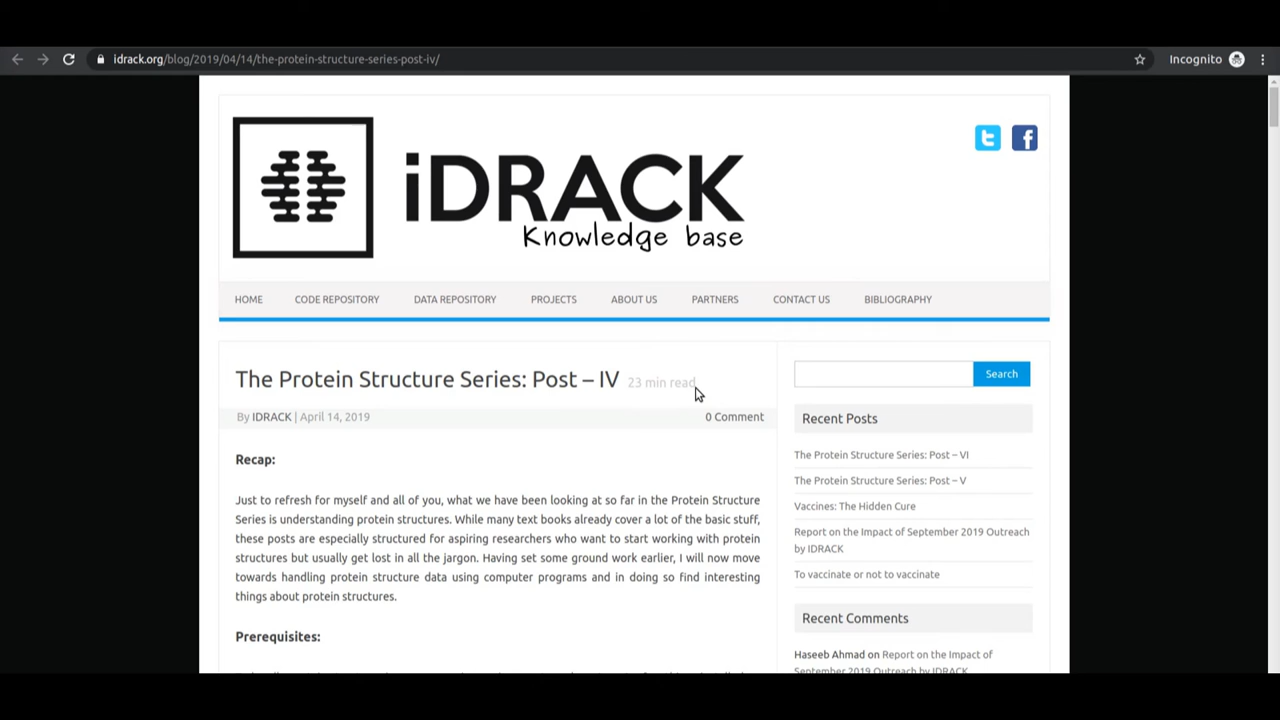 idrack.org/blog/2019/04/14/the-protein-structure-series-post-iv/
Incognito
iDRACK
Knowledge base
HOME CODE REPOSITORY DATA REPOSITORY PROJECTS ABOUT US PARTNERS CONTACT US BIBLIOGRAPHY
The Protein Structure Series: Post – IV 23 min read
By IDRACK | April 14, 2019
0 Comment
Recap:
Just to refresh for myself and all of you, what we have been looking at so far in the Protein Structure
Series is understanding protein structures. While many text books already cover a lot of the basic stuff,
these posts are especially structured for aspiring researchers who want to start working with protein
structures but usually get lost in all the jargon. Having set some ground work earlier, I will now move
towards handling protein structure data using computer programs and in doing so find interesting
things about protein structures.
Prerequisites:
Search
Recent Posts
The Protein Structure Series: Post – VI
The Protein Structure Series: Post – V
Vaccines: The Hidden Cure
Report on the Impact of September 2019 Outreach
by IDRACK
To vaccinate or not to vaccinate
Recent Comments
Haseeb Ahmad on Report on the Impact of
September 2019 Outreach by IDRACK